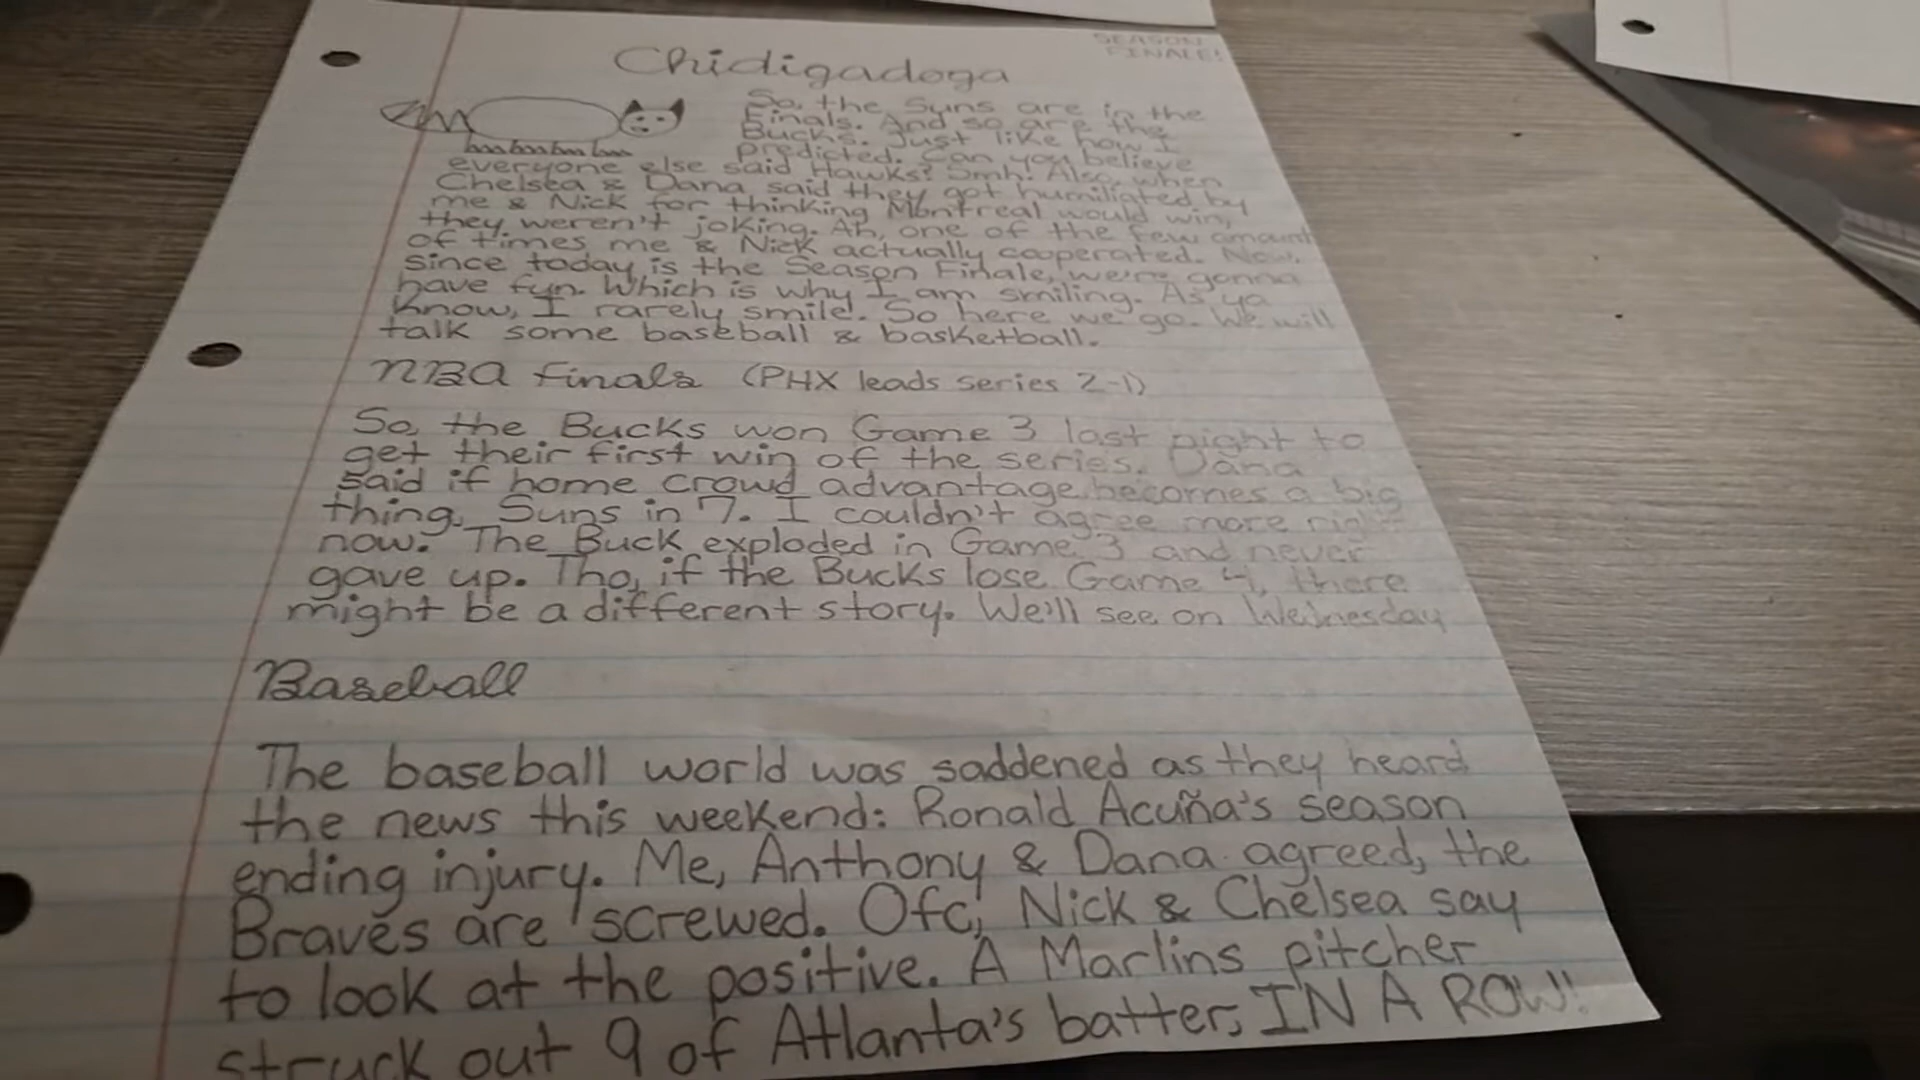 SEASON
FINALE!
Chidigadoga
So, the Suns are in the
Finals. And so are the
Bucks. Just like how I
predicted. Can you believe
everyone else said Hawks? Smh! Also, when
Chelsea & Dana said they got humiliated by
me & Nick for thinking Montreal would win,
they weren't joking. Ah, one of the few amount
of times me & Nick actually cooperated. Now,
since today is the Season Finale, we're gonna
have fun. Which is why I am smiling. As ya
know, I rarely smile. So here we go. We will
talk some baseball & basketball.
NBA Finals (PHX leads series 2-1)
So, the Bucks won Game 3 last night to
get their first win of the series. Dana
said if home crowd advantage becomes a big
thing, Suns in 7. I couldn't agree more right
now. The Buck exploded in Game 3 and never
gave up. Tho, if the Bucks lose Game 4, there
might be a different story. We'll see on Wednesday
Baseball
The baseball world was saddened as they heard
the news this weekend: Ronald Acuña's season
ending injury. Me, Anthony & Dana agreed, the
Braves are screwed. Ofc, Nick & Chelsea say
to look at the positive. A Marlins pitcher
struck out 9 of Atlanta's batters IN A ROW!